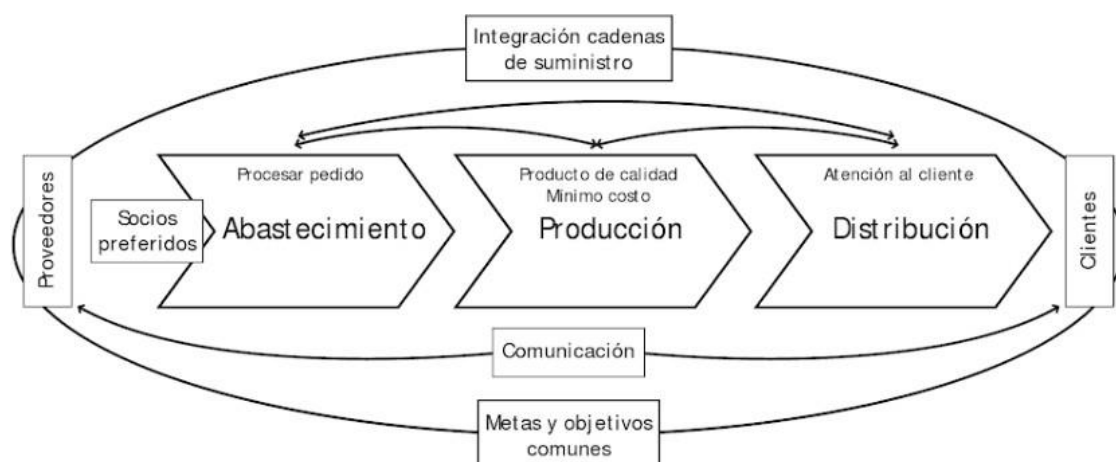 Integración cadenas
de suministro
Proveedores
Socios
preferidos
Procesar pedido
Abastecimiento
Producto de calidad
Mínimo costo
Producción
Atención al cliente
Distribución
Clientes
Comunicación
Metas y objetivos
comunes